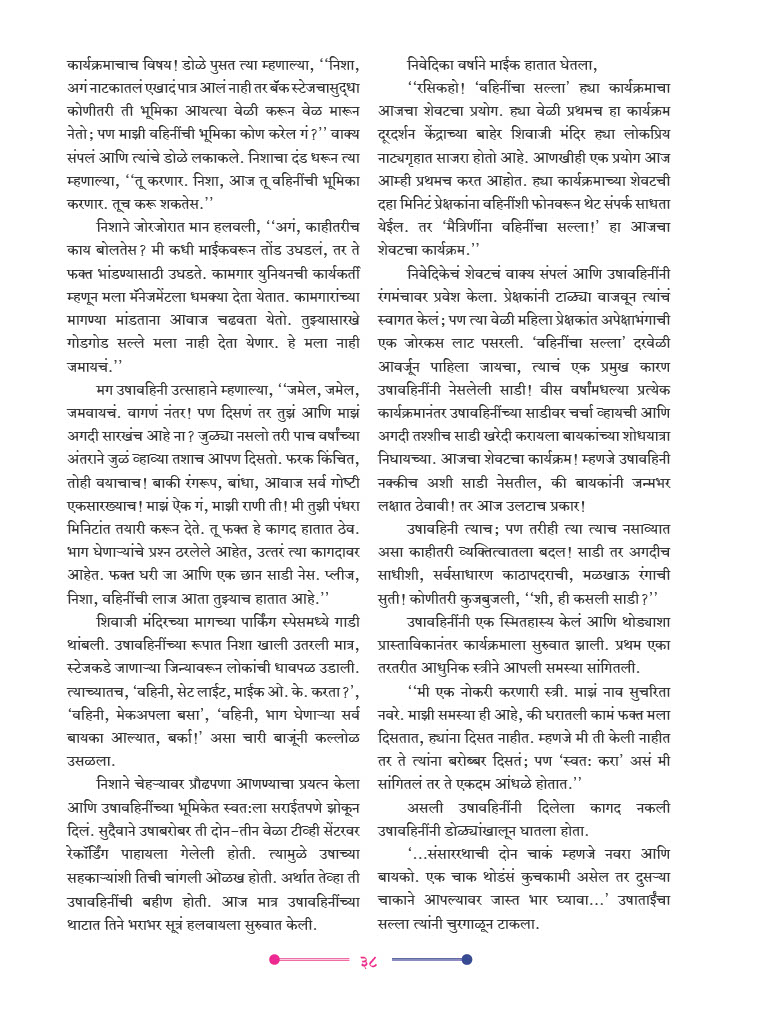 कार्यक्रमाचाच विषय! डोळे पुसत त्या म्हणाल्या, ‘‘निशा,
अगं नाटकातलं एखादं पात्र आलं नाही तर बॅक स्टेजचासुद्धा
कोणीतरी ती भूमिका आयत्या वेळी करून वेळ मारून
नेतो; पण माझी वहिनींची भूमिका कोण करेल गं?’’ वाक्य
संपलं आणि त्यांचे डोळे लकाकले. निशाचा दंड धरून त्या
म्हणाल्या, ‘‘तू करणार. निशा, आज तू वहिनींची भूमिका
करणार. तूच करू शकतेस.’’
निशाने जोरजोरात मान हलवली, ‘‘अगं, काहीतरीच
काय बोलतेस? मी कधी माईकवरून तोंड उघडलं, तर ते
फक्त भांडण्यासाठी उघडते. कामगार युनियनची कार्यकर्ती
म्हणून मला मॅनेजमेंटला धमक्या देता येतात. कामगारांच्या
मागण्या मांडताना आवाज चढवता येतो. तुझ्यासारखे
गोडगोड सल्ले मला नाही देता येणार. हे मला नाही
जमायचं.’’
मग उषावहिनी उत्साहाने म्हणाल्या, ‘‘जमेल, जमेल,
जमवायचं. वागणं नंतर! पण दिसणं तर तुझं आणि माझं
अगदी सारखंच आहे ना? जुळ्या नसलो तरी पाच वर्षांच्या
अंतराने जुळं व्हाव्या तशाच आपण दिसतो. फरक किंचित,
तोही वयाचाच! बाकी रंगरूप, बांधा, आवाज सर्व गोष्टी
एकसारख्याच! माझं ऐक गं, माझी राणी ती! मी तुझी पंधरा
मिनिटांत तयारी करून देते. तू फक्त हे कागद हातात ठेव.
भाग घेणाऱ्यांचे प्रश्न ठरलेले आहेत, उत्तरं त्या कागदावर
आहेत. फक्त घरी जा आणि एक छान साडी नेस. प्लीज,
निशा, वहिनींची लाज आता तुझ्याच हातात आहे.’’
शिवाजी मंदिरच्या मागच्या पार्किंग स्पेसमध्ये गाडी
थांबली. उषावहिनींच्या रूपात निशा खाली उतरली मात्र,
स्टेजकडे जाणाऱ्या जिन्यावरून लोकांची धावपळ उडाली.
त्याच्यातच, ‘वहिनी, सेट लाईट, माईक ओ. के. करता?’,
‘वहिनी, मेकअपला बसा’, ‘वहिनी, भाग घेणाऱ्या सर्व
बायका आल्यात, बर्का!’ असा चारी बाजूंनी कल्लोळ
उसळला.
निशाने चेहऱ्यावर प्रौढपणा आणण्याचा प्रयत्न केला
आणि उषावहिनींच्या भूमिकेत स्वतःला सराईतपणे झोकून
दिलं. सुदैवाने उषाबरोबर ती दोन-तीन वेळा टीव्ही सेंटरवर
रेकॉर्डिंग पाहायला गेलेली होती. त्यामुळे उषाच्या
सहकाऱ्यांशी तिची चांगली ओळख होती. अर्थात तेव्हा ती
उषावहिनींची बहीण होती. आज मात्र उषावहिनींच्या
थाटात तिने भराभर सूत्रं हलवायला सुरुवात केली.
निवेदिका वर्षाने माईक हातात घेतला,
‘‘रसिकहो! ‘वहिनींचा सल्ला’ ह्या कार्यक्रमाचा
आजचा शेवटचा प्रयोग. ह्या वेळी प्रथमच हा कार्यक्रम
दूरदर्शन केंद्राच्या बाहेर शिवाजी मंदिर ह्या लोकप्रिय
नाट्यगृहात साजरा होतो आहे. आणखीही एक प्रयोग आज
आम्ही प्रथमच करत आहोत. ह्या कार्यक्रमाच्या शेवटची
दहा मिनिटं प्रेक्षकांना वहिनींशी फोनवरून थेट संपर्क साधता
येईल. तर ‘मैत्रिणींना वहिनींचा सल्ला!’ हा आजचा
शेवटचा कार्यक्रम.’’
निवेदिकेचं शेवटचं वाक्य संपलं आणि उषावहिनींनी
रंगमंचावर प्रवेश केला. प्रेक्षकांनी टाळ्या वाजवून त्यांचं
स्वागत केलं; पण त्या वेळी महिला प्रेक्षकांत अपेक्षाभंगाची
एक जोरकस लाट पसरली. ‘वहिनींचा सल्ला’ दरवेळी
आवर्जून पाहिला जायचा, त्याचं एक प्रमुख कारण
उषावहिनींनी नेसलेली साडी! वीस वर्षांमधल्या प्रत्येक
कार्यक्रमानंतर उषावहिनींच्या साडीवर चर्चा व्हायची आणि
अगदी तश्शीच साडी खरेदी करायला बायकांच्या शोधयात्रा
निघायच्या. आजचा शेवटचा कार्यक्रम! म्हणजे उषावहिनी
नक्कीच अशी साडी नेसतील, की बायकांनी जन्मभर
लक्षात ठेवावी! तर आज उलटाच प्रकार!
उषावहिनी त्याच; पण तरीही त्या त्याच नसाव्यात
असा काहीतरी व्यक्तित्वातला बदल! साडी तर अगदीच
साधीशी, सर्वसाधारण काठापदराची, मळखाऊ रंगाची
सुती! कोणीतरी कुजबुजली, ‘‘शी, ही कसली साडी?’’
उषावहिनींनी एक स्मितहास्य केलं आणि थोड्याशा
प्रास्ताविकानंतर कार्यक्रमाला सुरुवात झाली. प्रथम एका
तरतरीत आधुनिक स्त्रीने आपली समस्या सांगितली.
‘‘मी एक नोकरी करणारी स्त्री. माझं नाव सुचरिता
नवरे. माझी समस्या ही आहे, की घरातली कामं फक्त मला
दिसतात, ह्यांना दिसत नाहीत. म्हणजे मी ती केली नाहीत
तर ते त्यांना बरोब्बर दिसतं; पण ‘स्वतः करा’ असं मी
सांगितलं तर ते एकदम आंधळे होतात.’’
असली उषावहिनींनी दिलेला कागद नकली
उषावहिनींनी डोळ्यांखालून घातला होता.
‘...संसाररथाची दोन चाकं म्हणजे नवरा आणि
बायको. एक चाक थोडंसं कुचकामी असेल तर दुसऱ्या
चाकाने आपल्यावर जास्त भार घ्यावा...’ उषाताईंचा
सल्ला त्यांनी चुरगाळून टाकला.
३८